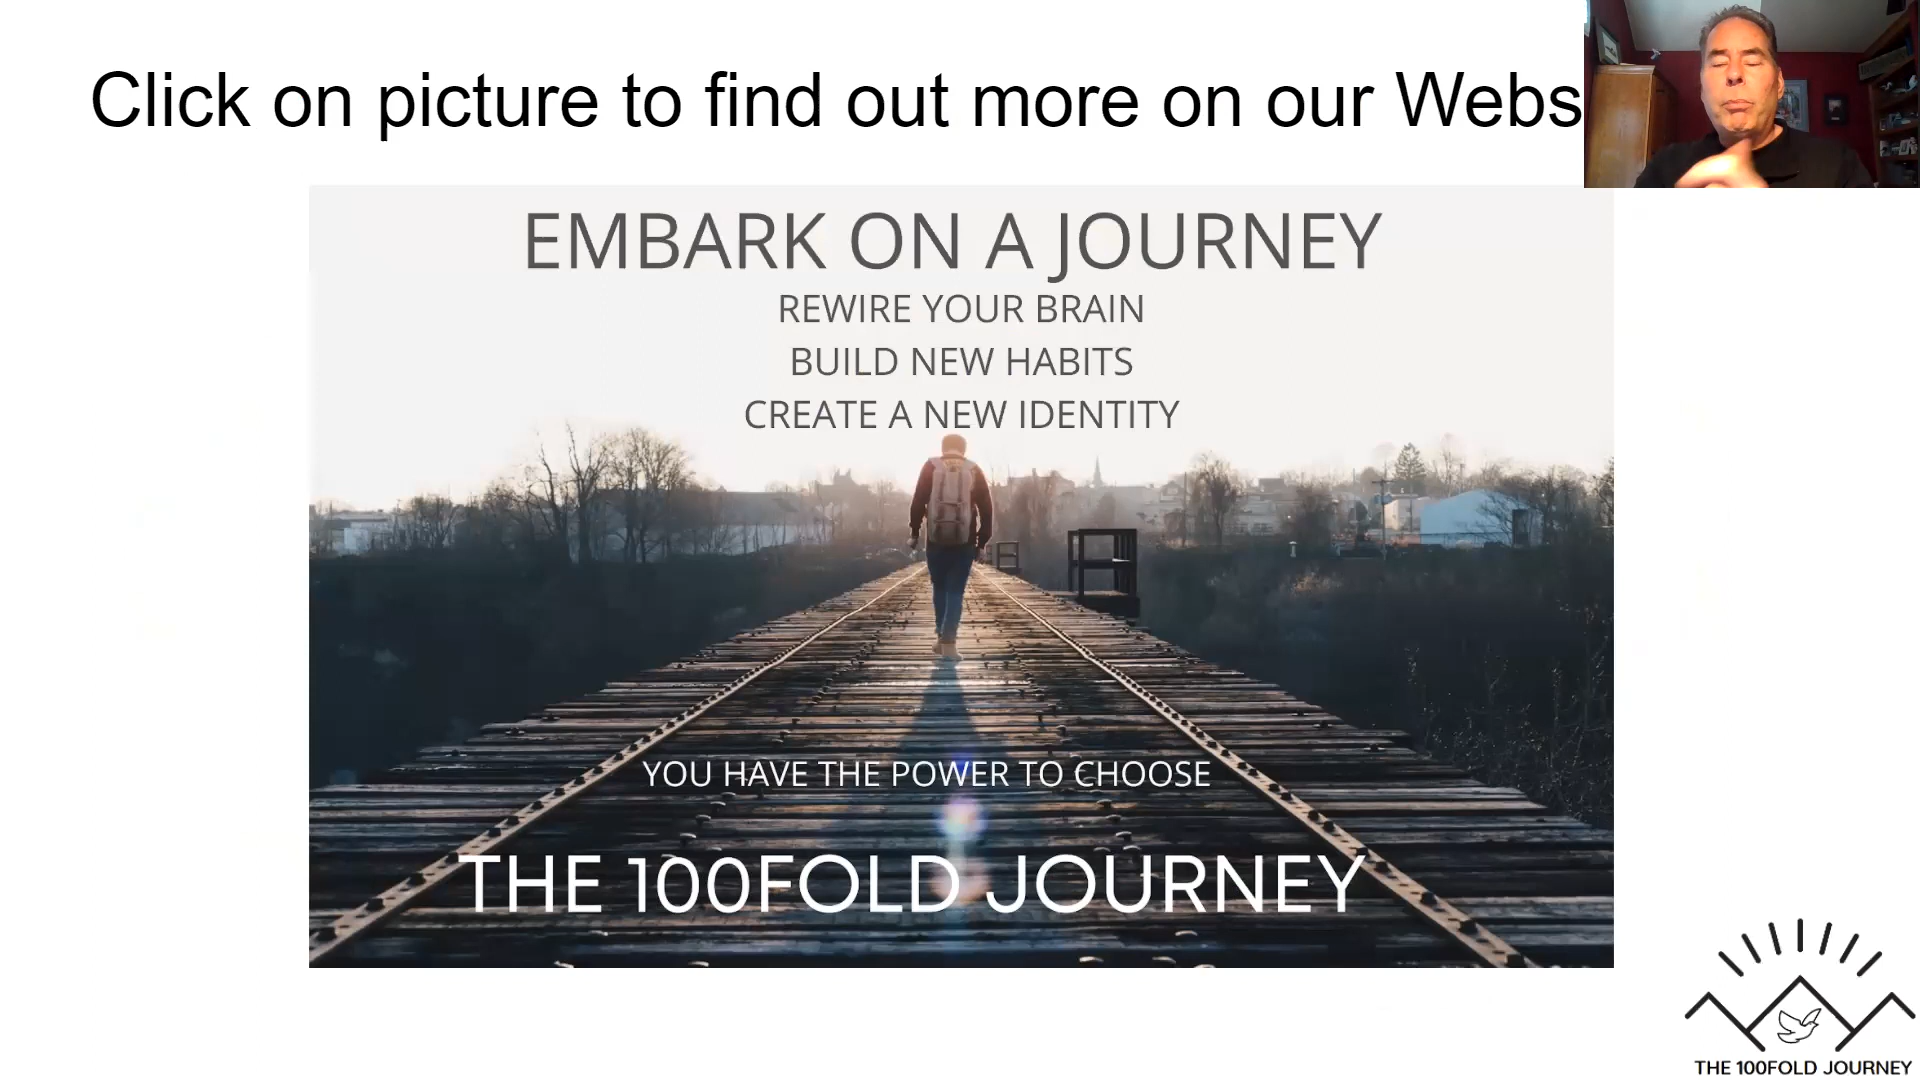 Click on picture to find out more on our Webs
EMBARK ON A JOURNEY
REWIRE YOUR BRAIN
BUILD NEW HABITS
CREATE A NEW IDENTITY
YOU HAVE THE POWER TO CHOOSE
THE 100FOLD JOURNEY
THE 100FOLD JOURNEY